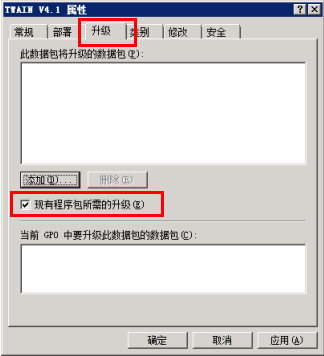 TWAIN V4.1 属性
常规 部署 升级 类别 修改 安全
此数据包将升级的数据包(P):
添加(D)... 删除(R)
现有程序包所需的升级(E)
当前 GPO 中要升级此数据包的数据包(C):
确定 取消 应用(A)